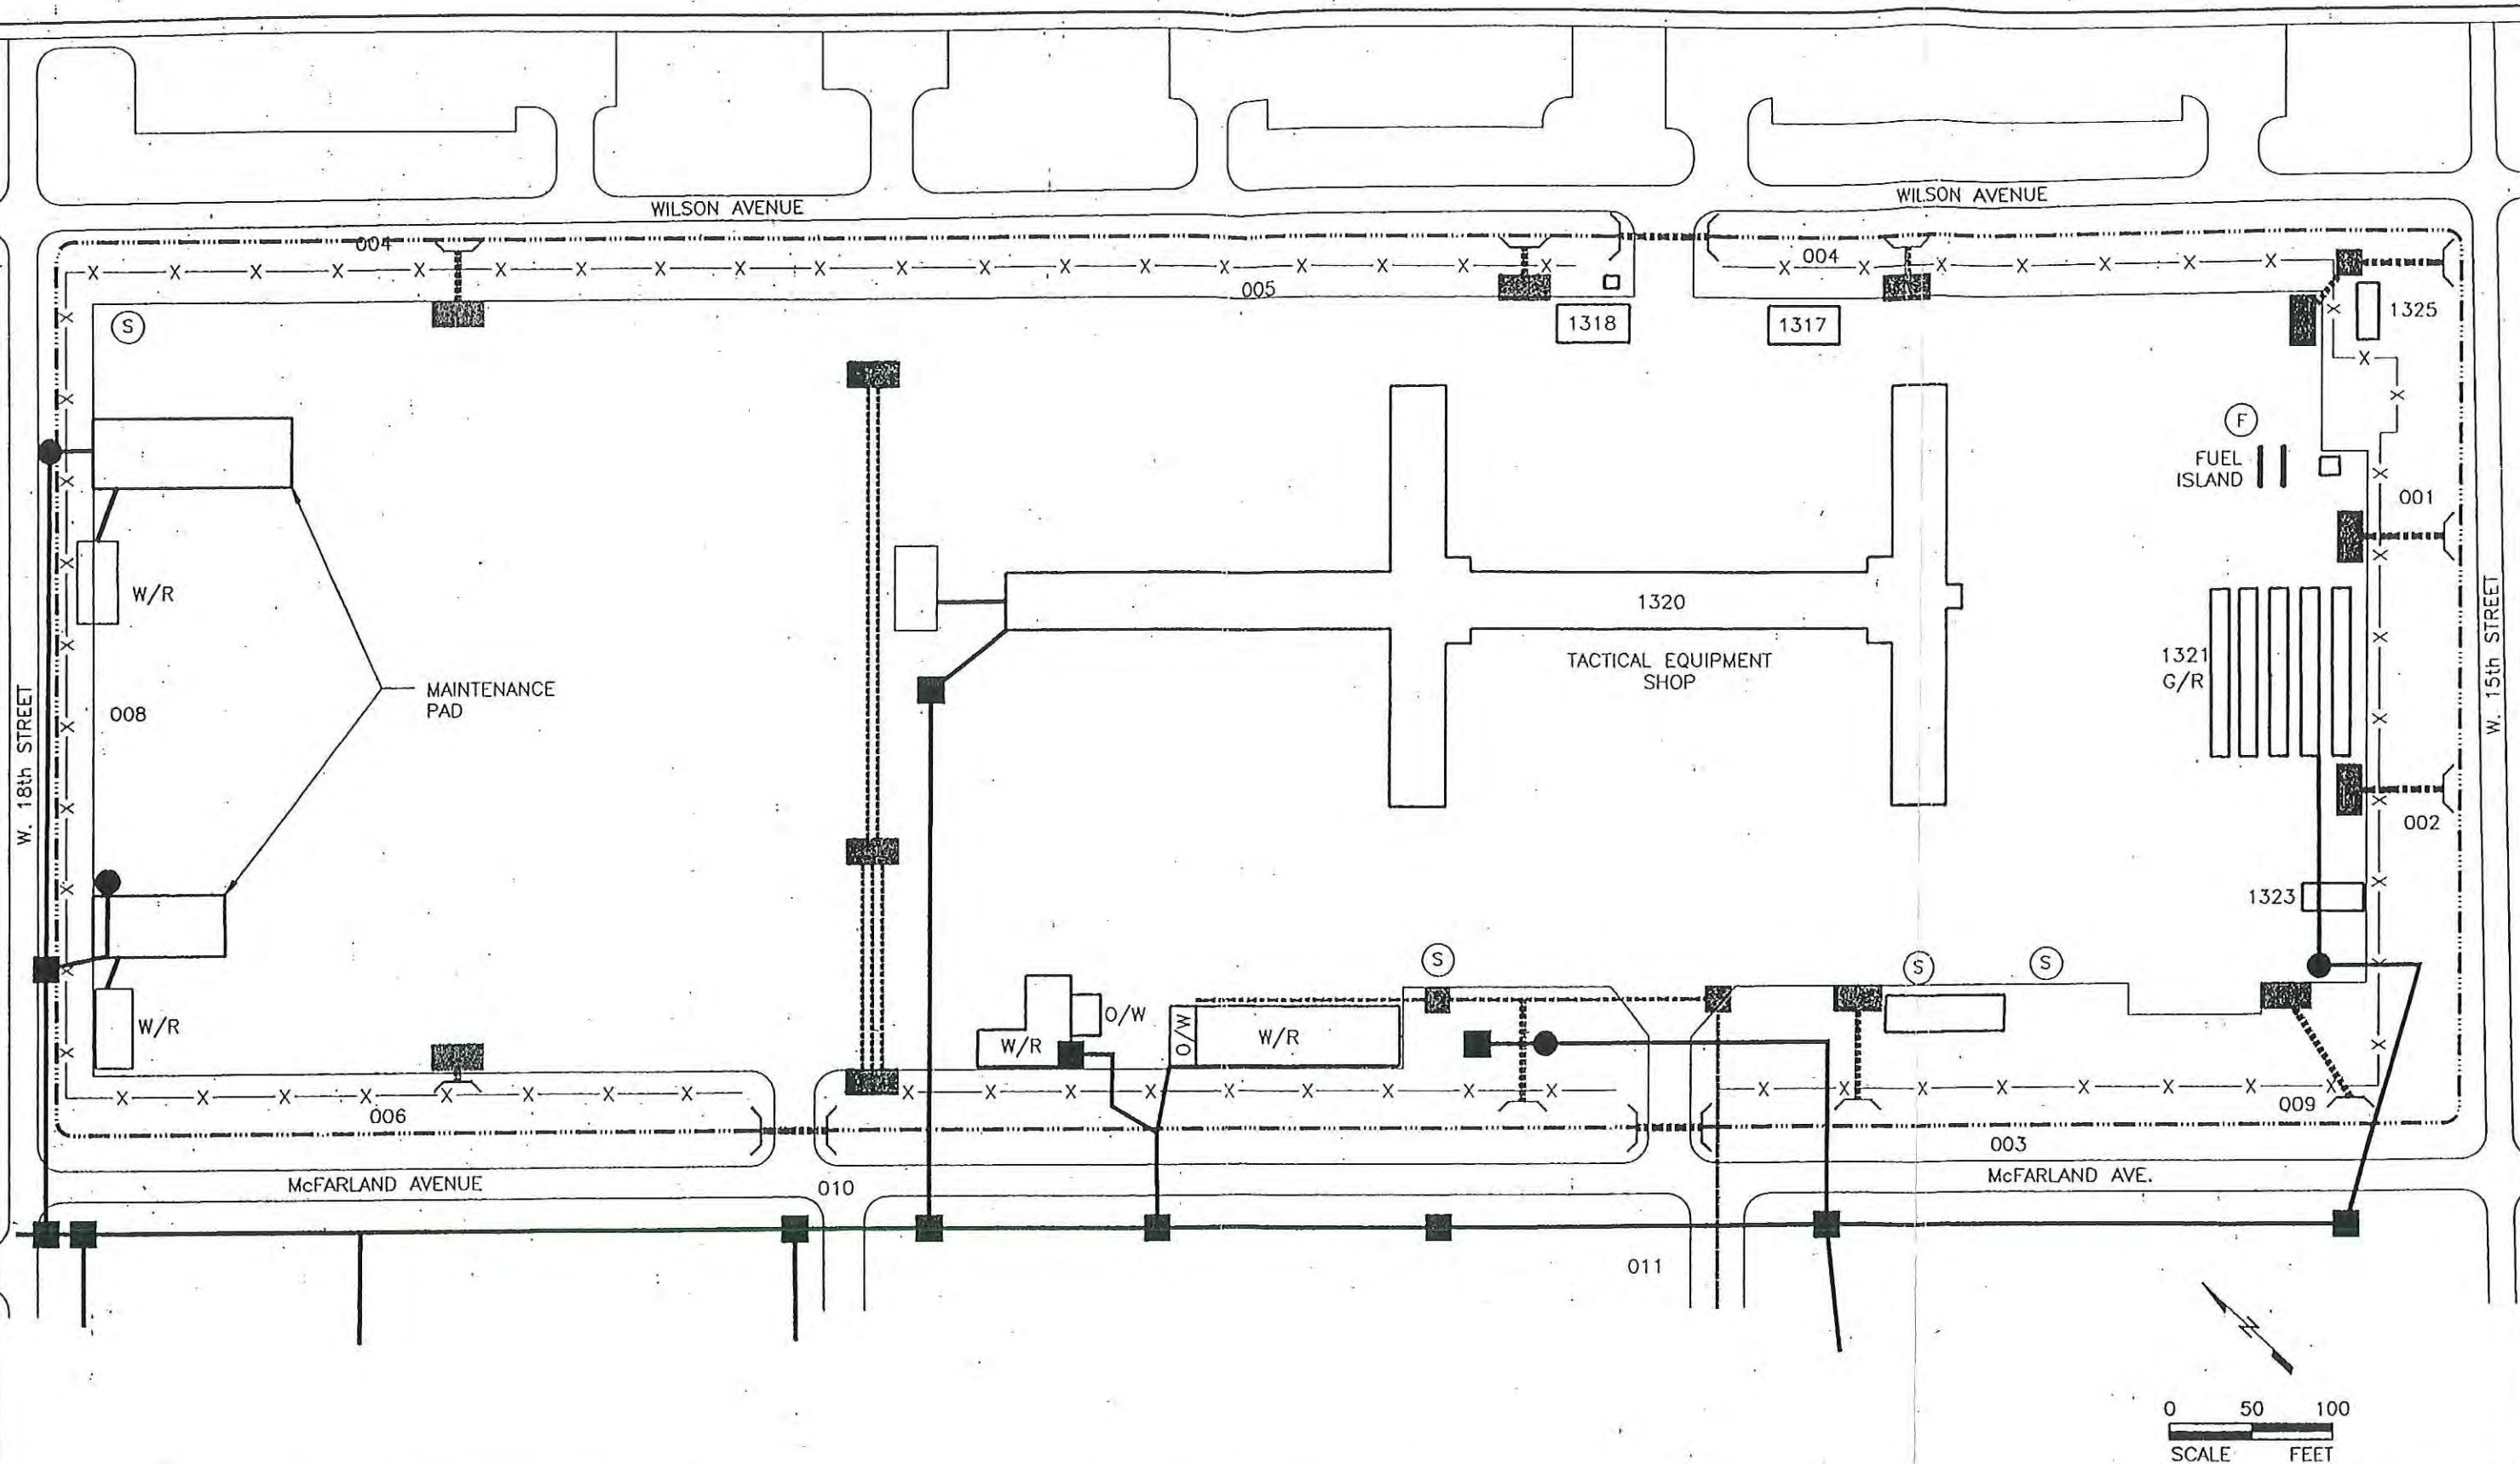 WILSON AVENUE
WILSON AVENUE
004
004
005
S
1318
1317
1325
F
FUEL
ISLAND
001
W/R
1320
TACTICAL EQUIPMENT
SHOP
1321
G/R
W. 15th STREET
MAINTENANCE
PAD
008
W. 18th STREET
002
1323
S
S
S
W/R
O/W
W/R
O/W
W/R
006
009
003
McFARLAND AVENUE
010
McFARLAND AVE.
011
N
0 50 100
SCALE FEET